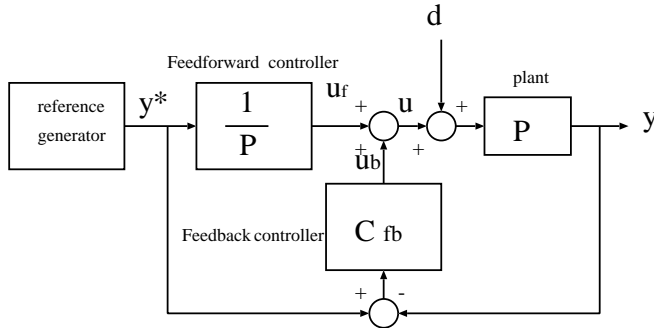 d
Feedforward controller
plant
reference
generator
y*
1
P
uf
+
u
+
P
y
+
ub
+
Feedback controller
C fb
+
-